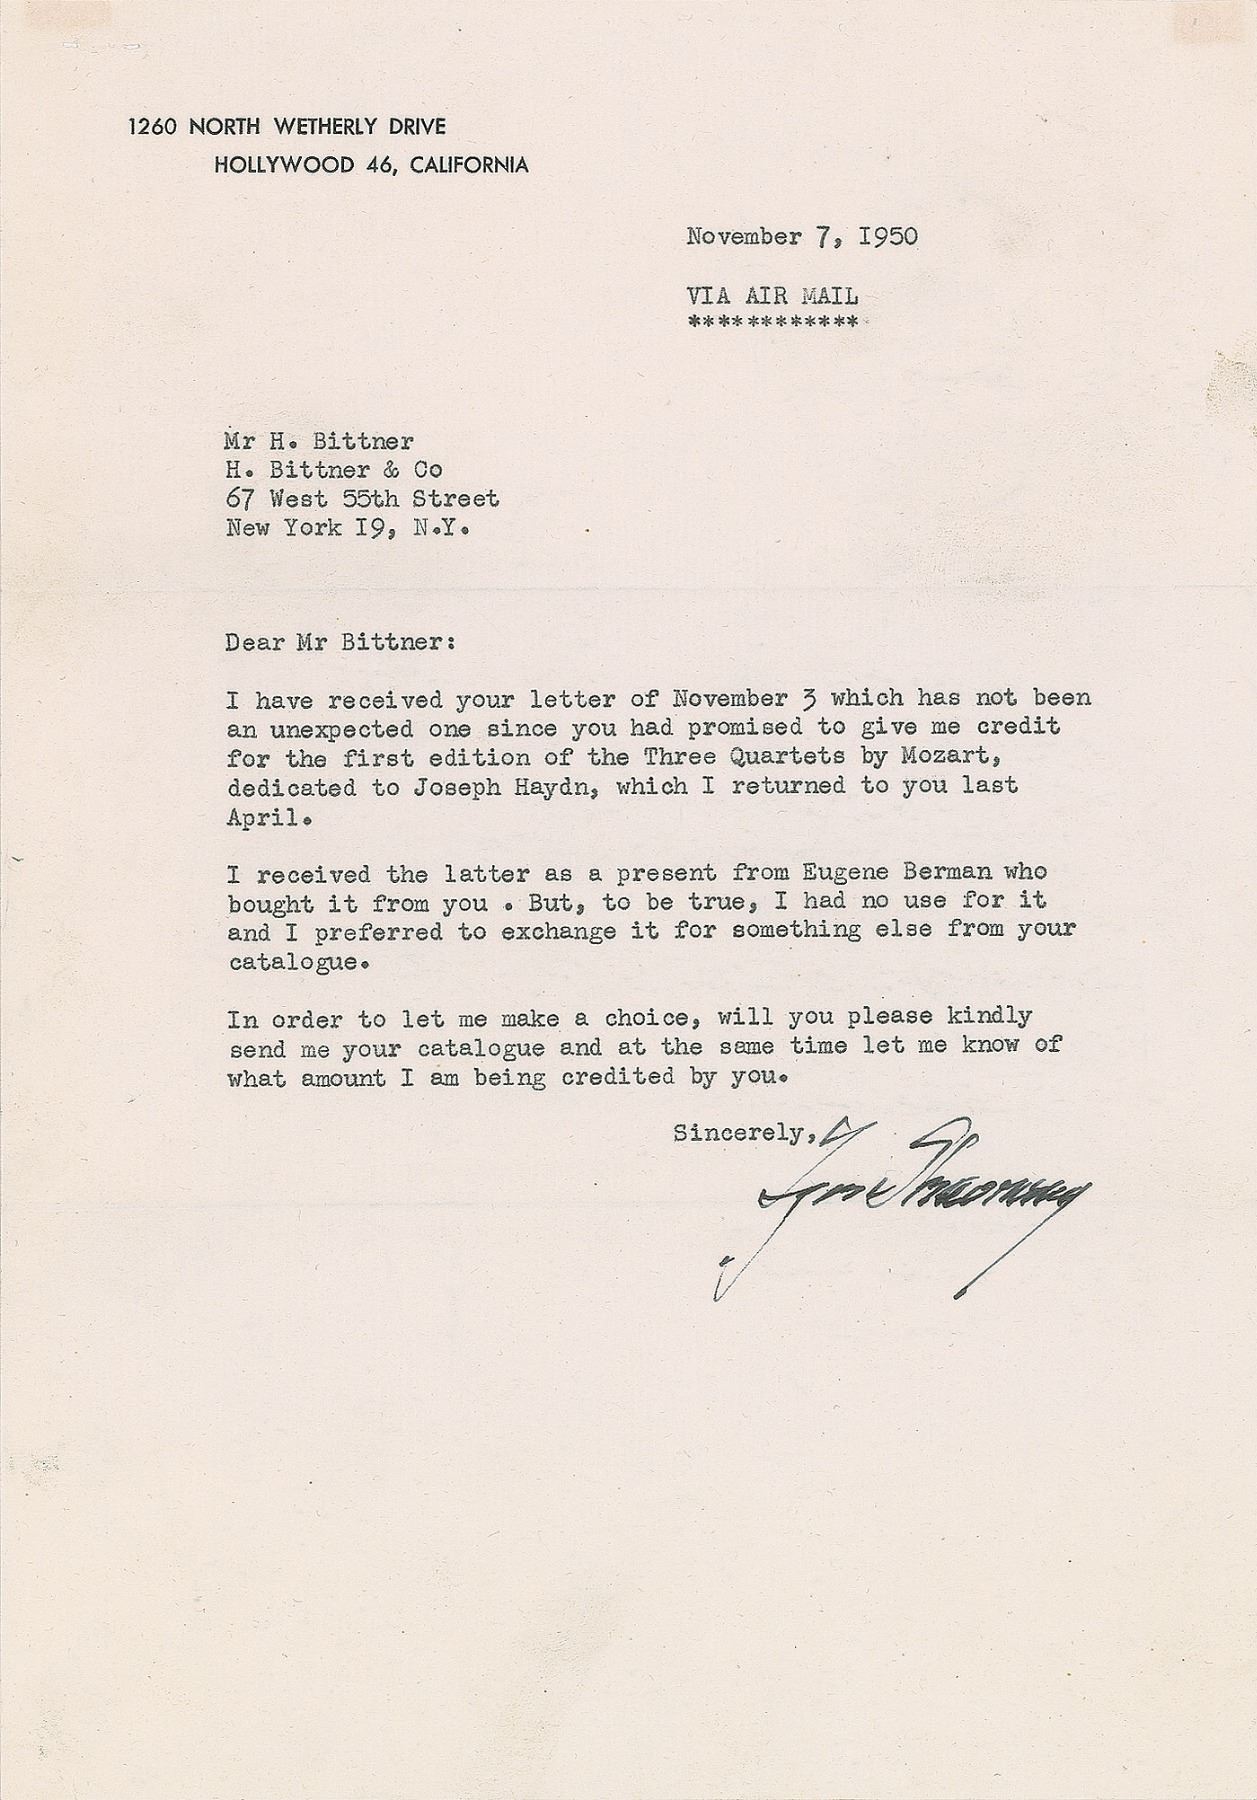 1260 NORTH WETHERLY DRIVE
HOLLYWOOD 46, CALIFORNIA
November 7, I950
VIA AIR MAIL
************
Mr H. Bittner
H. Bittner & Co
67 West 55th Street
New York I9, N.Y.
Dear Mr Bittner:
I have received your letter of November 3 which has not been
an unexpected one since you had promised to give me credit
for the first edition of the Three Quartets by Mozart,
dedicated to Joseph Haydn, which I returned to you last
April.
I received the latter as a present from Eugene Berman who
bought it from you . But, to be true, I had no use for it
and I preferred to exchange it for something else from your
catalogue.
In order to let me make a choice, will you please kindly
send me your catalogue and at the same time let me know of
what amount I am being credited by you.
Sincerely,
Igor Stravinsky